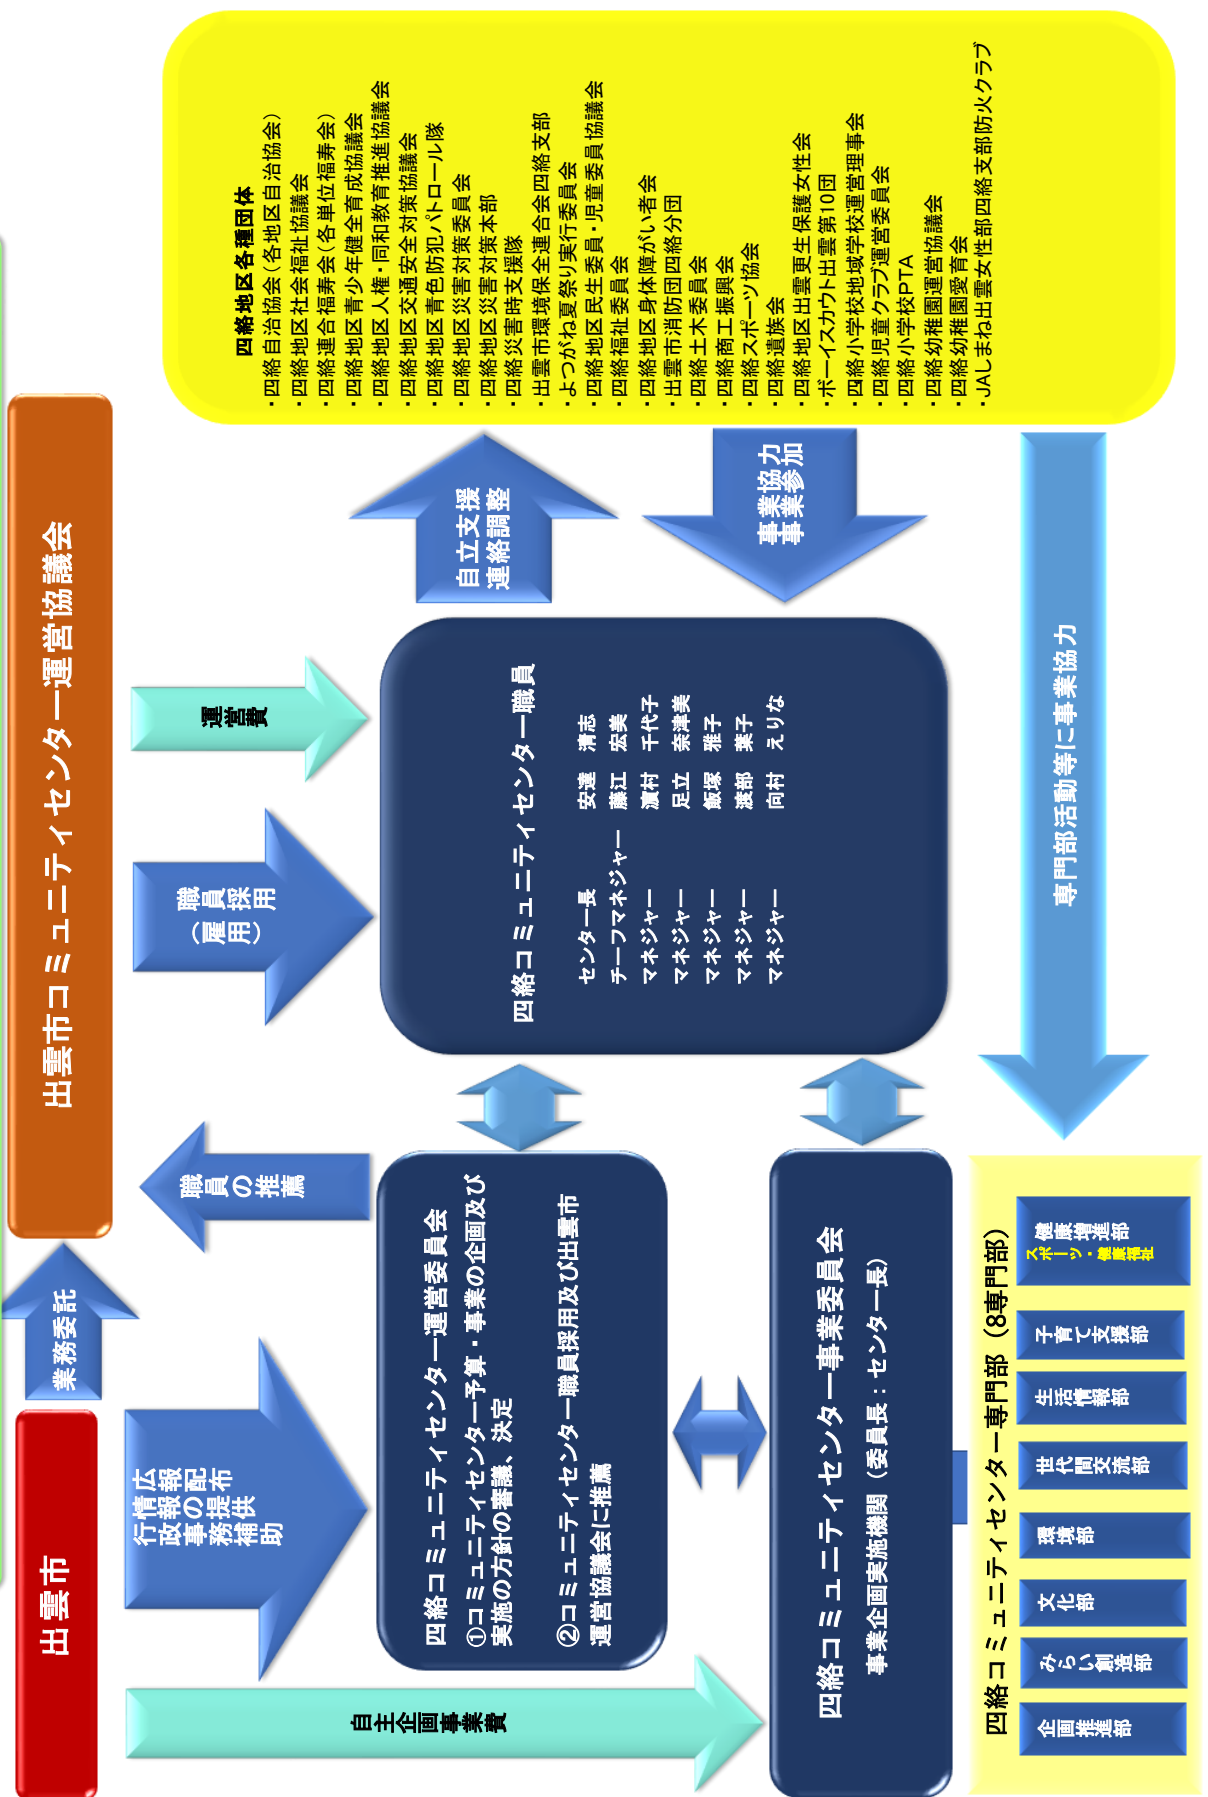 出雲市
業務委託
出雲市コミュニティセンター運営協議会
広報配布
情報の提供
行政事務補助
職員の推薦
職員採用
（雇用）
運営費
自主企画事業費
四絡コミュニティセンター運営委員会
①コミュニティセンター予算・事業の企画及び
実施の方針の審議、決定
②コミュニティセンター職員採用及び出雲市
運営協議会に推薦
四絡コミュニティセンター職員
センター長 安達 清志
チーフマネジャー 藤江 宏美
マネジャー 濵村 千代子
マネジャー 足立 奈津美
マネジャー 飯塚 雅子
マネジャー 渡部 葉子
マネジャー 向村 えりな
自立支援
連絡調整
事業協力
事業参加
四絡地区各種団体
・四絡自治協会（各地区自治協会）
・四絡地区社会福祉協議会
・四絡連合福寿会（各単位福寿会）
・四絡地区青少年健全育成協議会
・四絡地区人権・同和教育推進協議会
・四絡地区交通安全対策協議会
・四絡地区青色防犯パトロール隊
・四絡地区災害対策委員会
・四絡地区災害対策本部
・四絡災害時支援隊
・出雲市環境保全連合会四絡支部
・よつがね夏祭り実行委員会
・四絡地区民生委員・児童委員協議会
・四絡福祉委員会
・四絡地区身体障がい者会
・出雲市消防団四絡分団
・四絡土木委員会
・四絡商工振興会
・四絡スポーツ協会
・四絡遺族会
・四絡地区出雲更生保護女性会
・ボーイスカウト出雲第10団
・四絡小学校地域学校運営理事会
・四絡児童クラブ運営委員会
・四絡小学校PTA
・四絡幼稚園運営協議会
・四絡幼稚園愛育会
・JAしまね出雲女性部四絡支部防火クラブ
四絡コミュニティセンター事業委員会
事業企画実施機関（委員長：センター長）
専門部活動等に事業協力
四絡コミュニティセンター専門部（8専門部）
企画推進部
みらい創造部
文化部
環境部
世代間交流部
生活情報部
子育て支援部
健康増進部
スポーツ・健康福祉